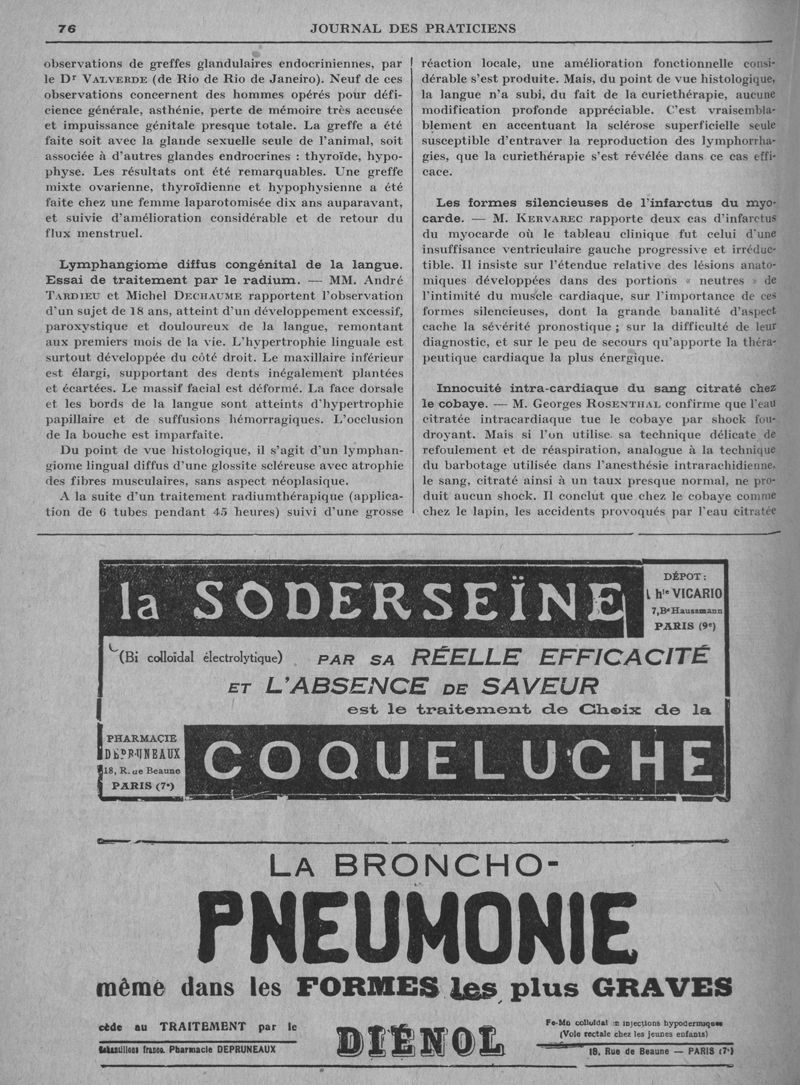 76
JOURNAL DES PRATICIENS
observations de greffes glandulaires endocriniennes, par
le Dr VALVERDE (de Rio de Rio de Janeiro). Neuf de ces
observations concernent des hommes opérés pour défi-
cience générale, asthénie, perte de mémoire très accusée
et impuissance génitale presque totale. La greffe a été
faite soit avec la glande sexuelle seule de l'animal, soit
associée à d'autres glandes endocrines : thyroïde, hypo-
physe. Les résultats ont été remarquables. Une greffe
mixte ovarienne, thyroïdienne et hypophysienne a été
faite chez une femme laparotomisée dix ans auparavant,
et suivie d'amélioration considérable et de retour du
flux menstruel.
Lymphangiome diffus congénital de la langue.
Essai de traitement par le radium. — MM. André
TARDIEU et Michel DECHAUME rapportent l'observation
d'un sujet de 18 ans, atteint d'un développement excessif,
paroxystique et douloureux de la langue, remontant
aux premiers mois de la vie. L'hypertrophie linguale est
surtout développée du côté droit. Le maxillaire inférieur
est élargi, supportant des dents inégalement plantées
et écartées. Le massif facial est déformé. La face dorsale
et les bords de la langue sont atteints d'hypertrophie
papillaire et de suffusions hémorragiques. L'occlusion
de la bouche est imparfaite.
Du point de vue histologique, il s'agit d'un lymphan-
giome lingual diffus d'une glossite scléreuse avec atrophie
des fibres musculaires, sans aspect néoplasique.
A la suite d'un traitement radiumthérapique (applica-
tion de 6 tubes pendant 45 heures) suivi d'une grosse
réaction locale, une amélioration fonctionnelle consi-
dérable s'est produite. Mais, du point de vue histologique,
la langue n'a subi, du fait de la curiethérapie, aucune
modification profonde appréciable. C'est vraisembla-
blement en accentuant la sclérose superficielle seule
susceptible d'entraver la reproduction des lymphorrha-
gies, que la curiethérapie s'est révélée dans ce cas effi-
cace.
Les formes silencieuses de l'infarctus du myo-
carde. — M. KERVAREC rapporte deux cas d'infarctus
du myocarde où le tableau clinique fut celui d'une
insuffisance ventriculaire gauche progressive et irréduc-
tible. Il insiste sur l'étendue relative des lésions anato-
miques développées dans des portions « neutres » de
l'intimité du muscle cardiaque, sur l'importance de ces
formes silencieuses, dont la grande banalité d'aspect
cache la sévérité pronostique ; sur la difficulté de leur
diagnostic, et sur le peu de secours qu'apporte la théra-
peutique cardiaque la plus énergique.
Innocuité intra-cardiaque du sang citraté chez
le cobaye. — M. Georges ROSENTHAL confirme que l'eau
citratée intracardiaque tue le cobaye par shock fou-
droyant. Mais si l'on utilise sa technique délicate de
refoulement et de réaspiration, analogue à la technique
du barbotage utilisée dans l'anesthésie intrarachidienne,
le sang, citraté ainsi à un taux presque normal, ne pro-
duit aucun shock. Il conclut que chez le cobaye comme
chez le lapin, les accidents provoqués par l'eau citratée
la SODERSEÏNE
DÉPOT :
Phie VICARIO
7, Bd Haussmann
PARIS (9e)
(Bi colloïdal électrolytique) PAR SA RÉELLE EFFICACITÉ
ET L'ABSENCE DE SAVEUR
est le traitement de Choix de la
PHARMACIE
DEPRUNEAUX
18, R. de Beaune
PARIS (7e)
COQUELUCHE
LA BRONCHO-
PNEUMONIE
même dans les FORMES les plus GRAVES
cède au TRAITEMENT par le
Echantillons franco. Pharmacie DEPRUNEAUX
DIÉNOL
Fe-Mn colloïdal en injections hypodermiques
(Voie rectale chez les jeunes enfants)
18, Rue de Beaune — PARIS (7e)